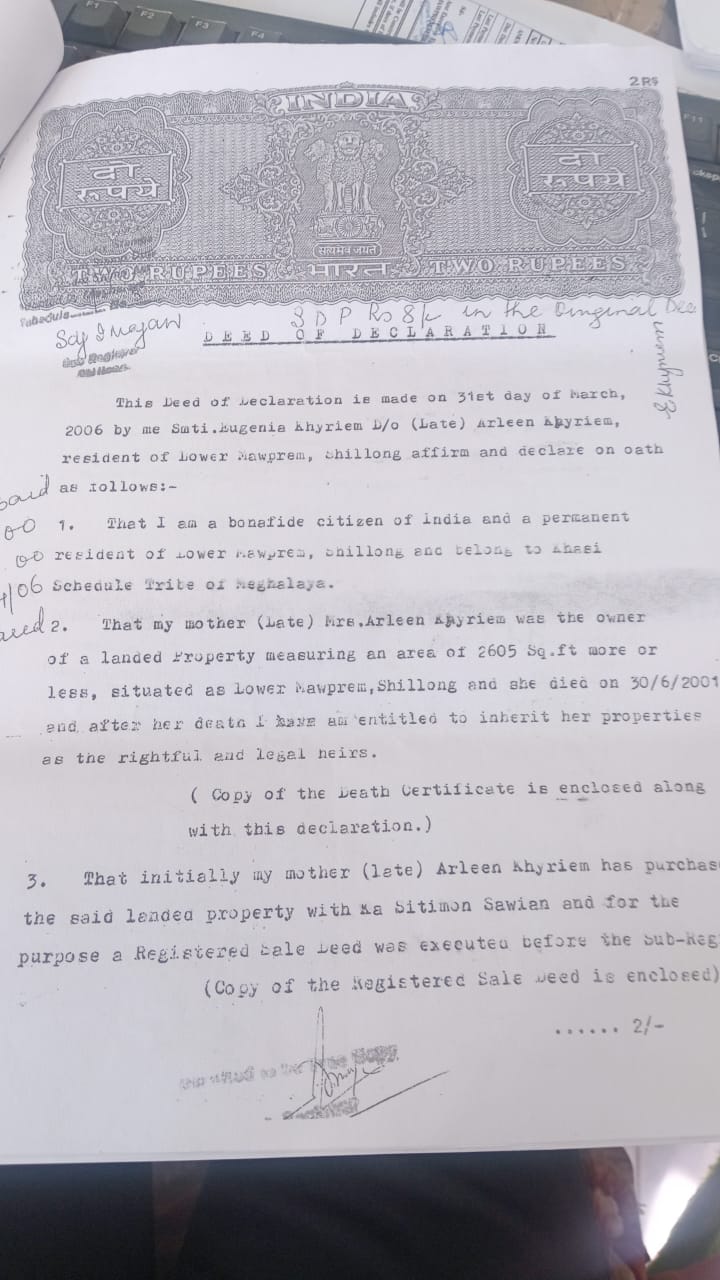 2 RS
INDIA
दो रूपये
दो रूपये
सत्यमेव जयते
TWO RUPEES भारत TWO RUPEES
3 D P Rs 8/- in the Original Dee
DEED OF DECLARATION
E Khyriem
This Deed of Declaration is made on 31st day of March,
2006 by me Smti.Eugenia Khyriem D/o (Late) Arleen Khyriem,
resident of Lower Mawprem, Shillong affirm and declare on oath
as follows:-
1. That I am a bonafide citizen of India and a permanent
resident of Lower Mawprem, Shillong and belong to Khasi
Schedule Tribe of Meghalaya.
2. That my mother (Late) Mrs.Arleen Khyriem was the owner
of a landed Property measuring an area of 2605 Sq.ft more or
less, situated as Lower Mawprem,Shillong and she died on 30/6/2001
and after her death I am entitled to inherit her properties
as the rightful and legal heirs.
( Copy of the Death Certificate is enclosed along
with this declaration.)
3. That initially my mother (late) Arleen Khyriem has purchas
the said landed property with Ka Sitimon Sawian and for the
purpose a Registered Sale Deed was executed before the Sub-Reg
(Copy of the Registered Sale Deed is enclosed)
...... 2/-